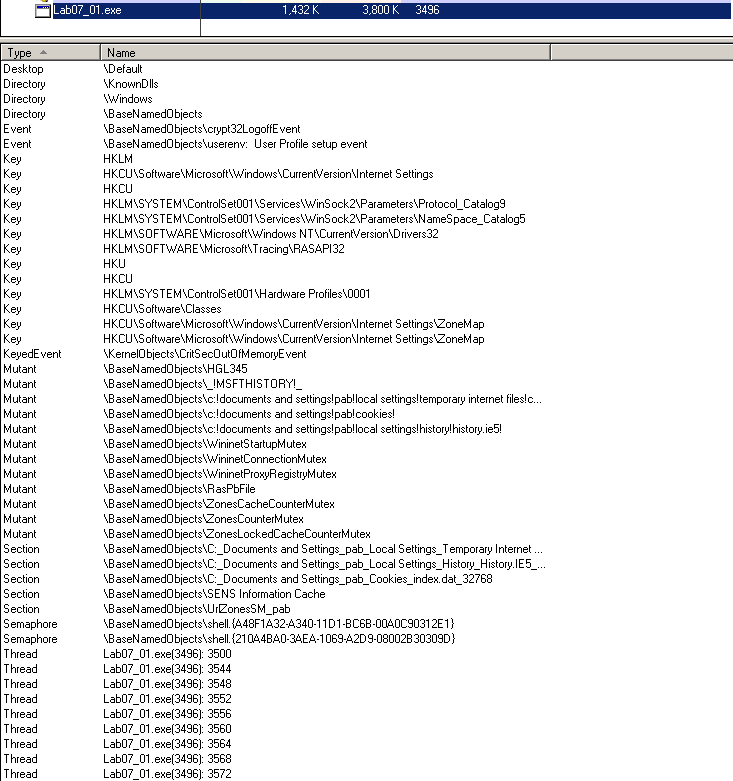 Lab07_01.exe 1,432 K 3,800 K 3496
Type Name
Desktop \Default
Directory \KnownDlls
Directory \Windows
Directory \BaseNamedObjects
Event \BaseNamedObjects\crypt32LogoffEvent
Event \BaseNamedObjects\userenv: User Profile setup event
Key HKLM
Key HKCU\Software\Microsoft\Windows\CurrentVersion\Internet Settings
Key HKCU
Key HKLM\SYSTEM\ControlSet001\Services\WinSock2\Parameters\Protocol_Catalog9
Key HKLM\SYSTEM\ControlSet001\Services\WinSock2\Parameters\NameSpace_Catalog5
Key HKLM\SOFTWARE\Microsoft\Windows NT\CurrentVersion\Drivers32
Key HKLM\SOFTWARE\Microsoft\Tracing\RASAPI32
Key HKU
Key HKCU
Key HKLM\SYSTEM\ControlSet001\Hardware Profiles\0001
Key HKCU\Software\Classes
Key HKCU\Software\Microsoft\Windows\CurrentVersion\Internet Settings\ZoneMap
Key HKCU\Software\Microsoft\Windows\CurrentVersion\Internet Settings\ZoneMap
KeyedEvent \KernelObjects\CritSecOutOfMemoryEvent
Mutant \BaseNamedObjects\HGL345
Mutant \BaseNamedObjects\_!MSFTHISTORY!_
Mutant \BaseNamedObjects\c:!documents and settings!pab!local settings!temporary internet files!c...
Mutant \BaseNamedObjects\c:!documents and settings!pab!cookies!
Mutant \BaseNamedObjects\c:!documents and settings!pab!local settings!history!history.ie5!
Mutant \BaseNamedObjects\WininetStartupMutex
Mutant \BaseNamedObjects\WininetConnectionMutex
Mutant \BaseNamedObjects\WininetProxyRegistryMutex
Mutant \BaseNamedObjects\RasPbFile
Mutant \BaseNamedObjects\ZonesCacheCounterMutex
Mutant \BaseNamedObjects\ZonesCounterMutex
Mutant \BaseNamedObjects\ZonesLockedCacheCounterMutex
Section \BaseNamedObjects\C:_Documents and Settings_pab_Local Settings_Temporary Internet ...
Section \BaseNamedObjects\C:_Documents and Settings_pab_Local Settings_History_History.IE5_...
Section \BaseNamedObjects\C:_Documents and Settings_pab_Cookies_index.dat_32768
Section \BaseNamedObjects\SENS Information Cache
Section \BaseNamedObjects\UrlZonesSM_pab
Semaphore \BaseNamedObjects\shell.{A48F1A32-A340-11D1-BC6B-00A0C90312E1}
Semaphore \BaseNamedObjects\shell.{210A4BA0-3AEA-1069-A2D9-08002B30309D}
Thread Lab07_01.exe(3496): 3500
Thread Lab07_01.exe(3496): 3544
Thread Lab07_01.exe(3496): 3548
Thread Lab07_01.exe(3496): 3552
Thread Lab07_01.exe(3496): 3556
Thread Lab07_01.exe(3496): 3560
Thread Lab07_01.exe(3496): 3564
Thread Lab07_01.exe(3496): 3568
Thread Lab07_01.exe(3496): 3572